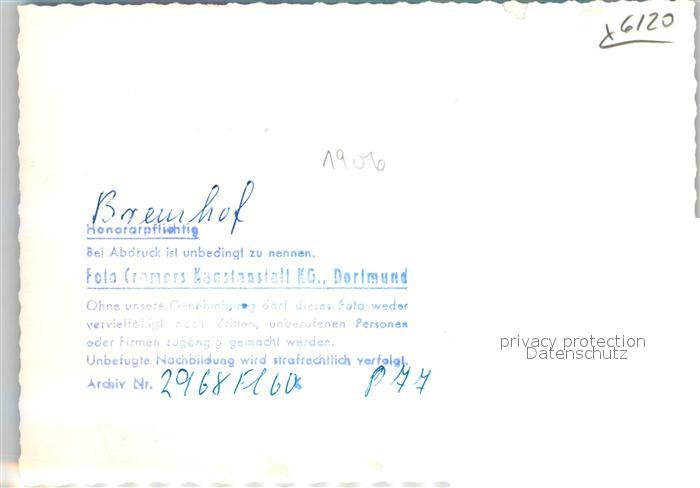 x6120
1906
Bremhof
Honorarpflichtig
Bei Abdruck ist unbedingt zu nennen.
Foto Cramers Kunstanstalt KG., Dortmund
Ohne unsere Genehmigung darf dieses Foto weder
vervielfältigt noch dritten, unberufenen Personen
oder Firmen zugängig gemacht werden.
Unbefugte Nachbildung wird strafrechtlich verfolgt.
privacy protection
Datenschutz
Archiv Nr. 2968 P 77